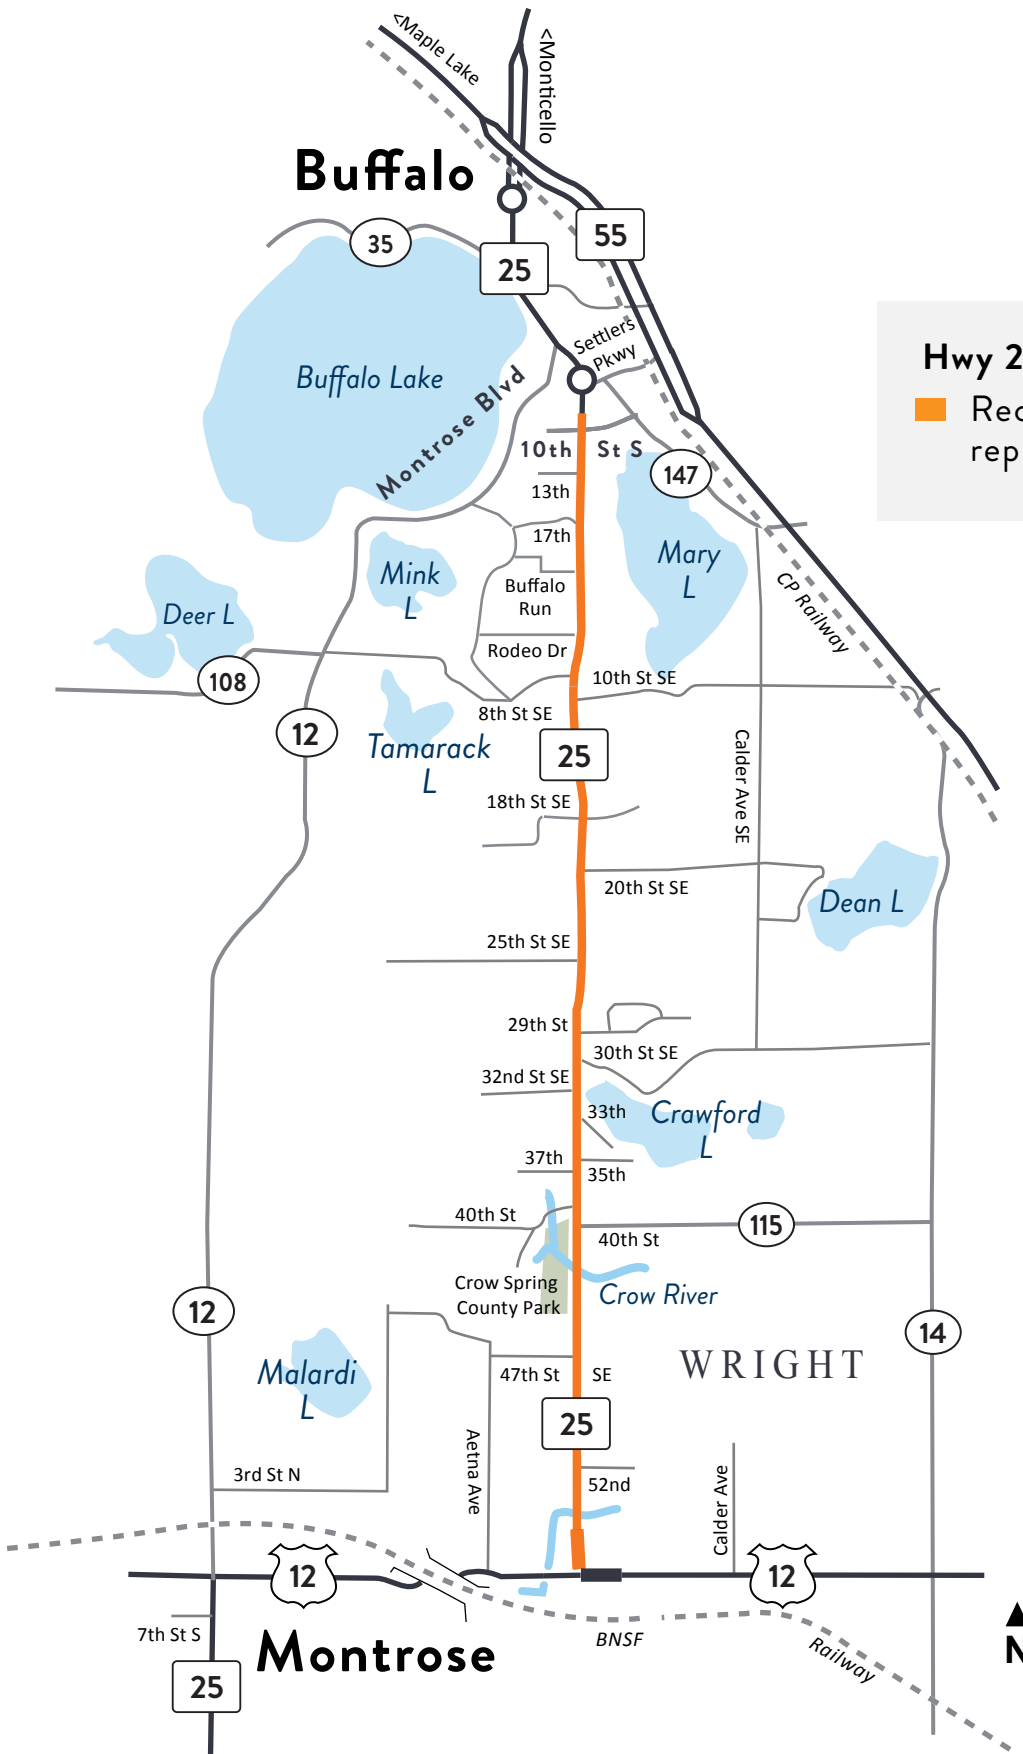 <Maple Lake
<Monticello
Buffalo
35
55
25
Settlers
Pkwy
Hwy 2
Rec
rep
Buffalo Lake
Montrose Blvd
10th St S
147
13th
17th
Mink
L
Mary
L
Buffalo
Run
CP Railway
Deer L
Rodeo Dr
108
10th St SE
8th St SE
12
Tamarack
L
25
Calder Ave SE
18th St SE
20th St SE
Dean L
25th St SE
29th St
30th St SE
32nd St SE
33th
Crawford
L
37th
35th
40th St
115
40th St
Crow Spring
County Park
Crow River
12
14
Malardi
L
47th St SE
WRIGHT
25
Aetna Ave
3rd St N
52nd
Calder Ave
12
12
7th St S
Montrose
BNSF
Railway
N
25